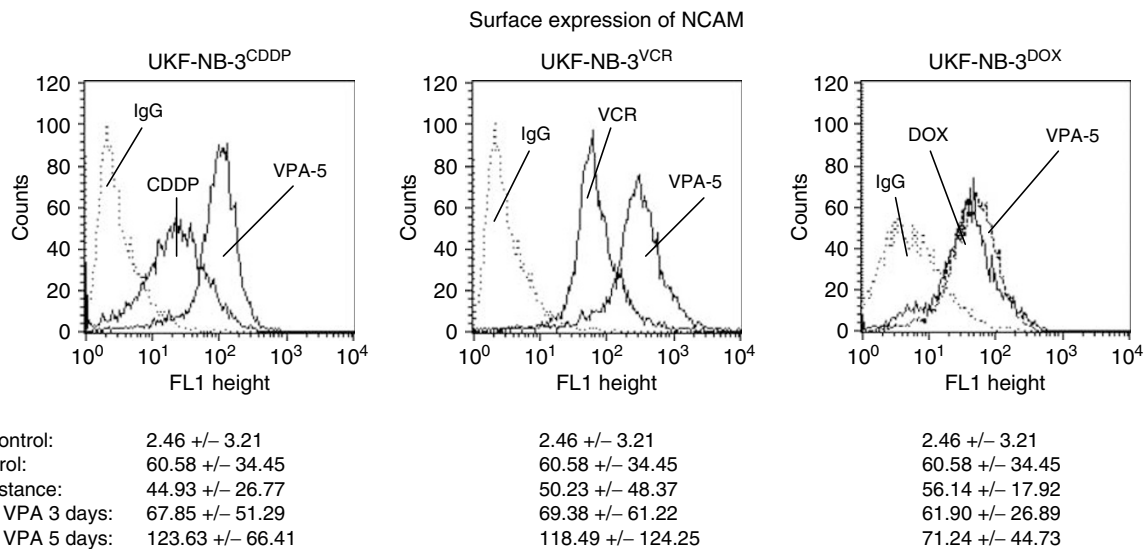 Surface expression of NCAM
UKF-NB-3CDDP
UKF-NB-3VCR
UKF-NB-3DOX
120
100
80
60
40
20
0
Counts
IgG
CDDP
VPA-5
10^0 10^1 10^2 10^3 10^4
FL1 height
120
100
80
60
40
20
0
Counts
IgG
VCR
VPA-5
10^0 10^1 10^2 10^3 10^4
FL1 height
120
100
80
60
40
20
0
Counts
IgG
DOX
VPA-5
10^0 10^1 10^2 10^3 10^4
FL1 height
ontrol: 2.46 +/– 3.21 2.46 +/– 3.21 2.46 +/– 3.21
rol: 60.58 +/– 34.45 60.58 +/– 34.45 60.58 +/– 34.45
stance: 44.93 +/– 26.77 50.23 +/– 48.37 56.14 +/– 17.92
VPA 3 days: 67.85 +/– 51.29 69.38 +/– 61.22 61.90 +/– 26.89
VPA 5 days: 123.63 +/– 66.41 118.49 +/– 124.25 71.24 +/– 44.73